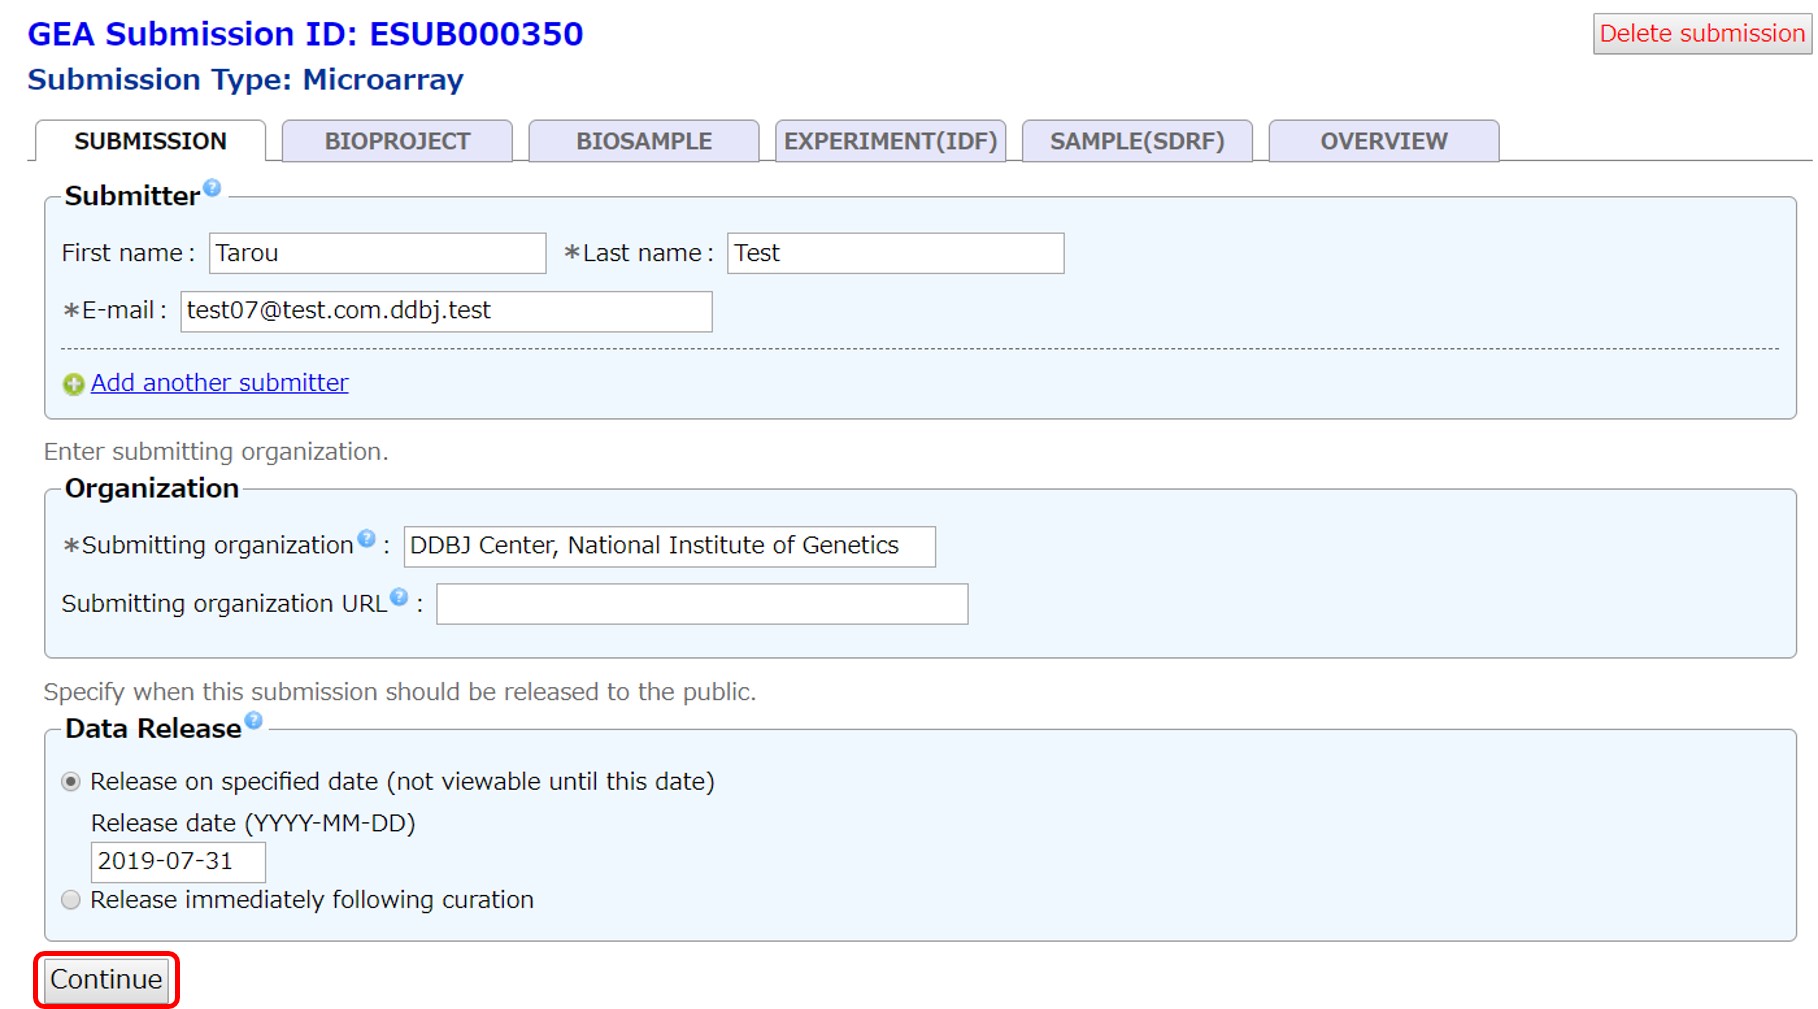 GEA Submission ID: ESUB000350
Delete submission
Submission Type: Microarray
SUBMISSION BIOPROJECT BIOSAMPLE EXPERIMENT(IDF) SAMPLE(SDRF) OVERVIEW
Submitter ?
First name : Tarou *Last name : Test
*E-mail : test07@test.com.ddbj.test
Add another submitter
Enter submitting organization.
Organization
*Submitting organization ? : DDBJ Center, National Institute of Genetics
Submitting organization URL ? :
Specify when this submission should be released to the public.
Data Release ?
Release on specified date (not viewable until this date)
Release date (YYYY-MM-DD)
2019-07-31
Release immediately following curation
Continue